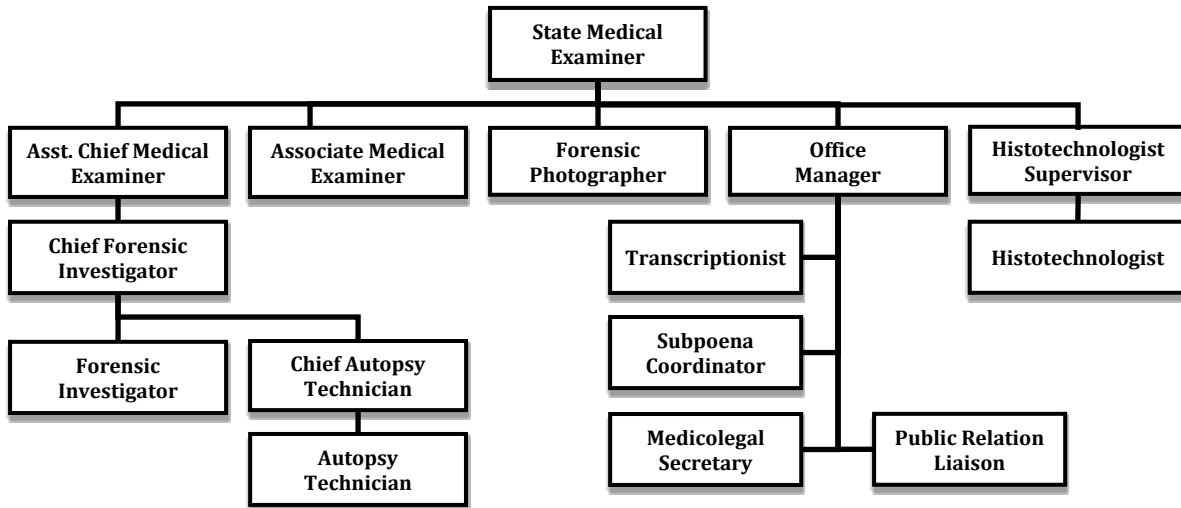 State Medical
Examiner
Asst. Chief Medical
Examiner
Associate Medical
Examiner
Forensic
Photographer
Office
Manager
Histotechnologist
Supervisor
Chief Forensic
Investigator
Transcriptionist
Histotechnologist
Forensic
Investigator
Chief Autopsy
Technician
Subpoena
Coordinator
Autopsy
Technician
Medicolegal
Secretary
Public Relation
Liaison